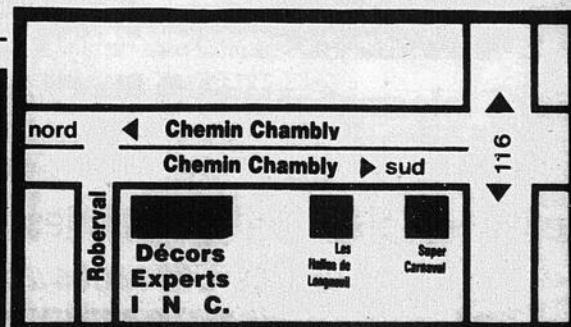 nord ◄ Chemin Chambly
Chemin Chambly ► sud
116
Roberval
Décors
Experts
I N C.
Les
Halles de
Longueuil
Super
Carnaval